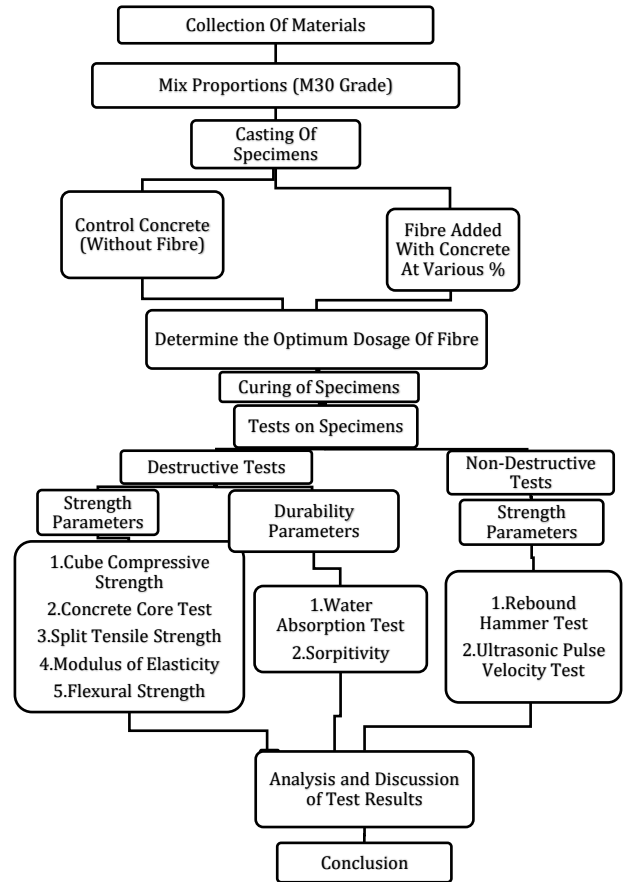 Collection Of Materials
Mix Proportions (M30 Grade)
Casting Of
Specimens
Control Concrete
(Without Fibre)
Fibre Added
With Concrete
At Various %
Determine the Optimum Dosage Of Fibre
Curing of Specimens
Tests on Specimens
Destructive Tests
Non-Destructive
Tests
Strength
Parameters
Durability
Parameters
Strength
Parameters
1.Cube Compressive
Strength
2.Concrete Core Test
3.Split Tensile Strength
4.Modulus of Elasticity
5.Flexural Strength
1.Water
Absorption Test
2.Sorpitivity
1.Rebound
Hammer Test
2.Ultrasonic Pulse
Velocity Test
Analysis and Discussion
of Test Results
Conclusion